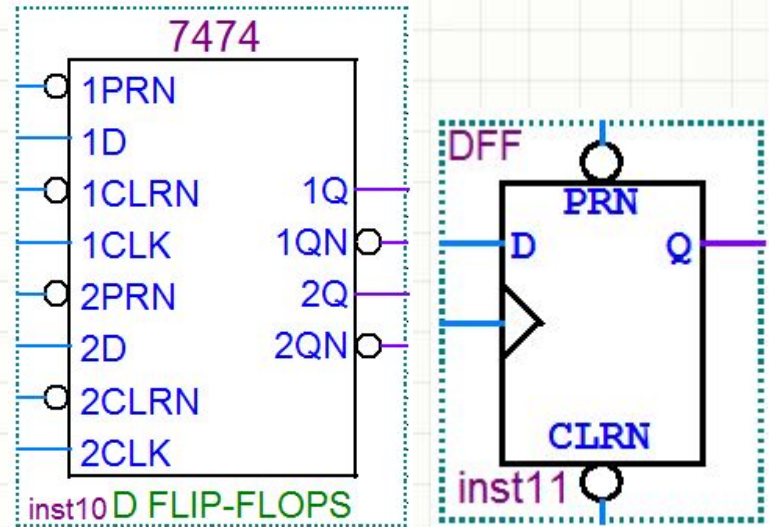 7474
1PRN
1D
1CLRN
1CLK
2PRN
2D
2CLRN
2CLK
1Q
1QN
2Q
2QN
inst10 D FLIP-FLOPS
DFF
PRN
D
Q
CLRN
inst11